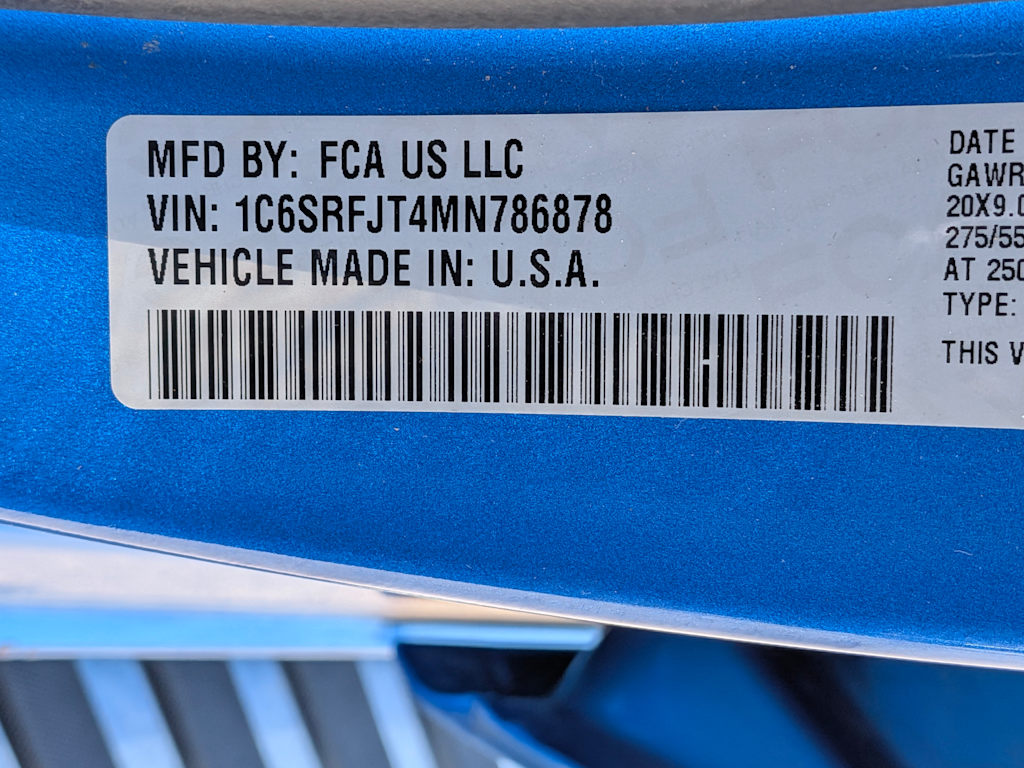 MFD BY: FCA US LLC
VIN: 1C6SRFJT4MN786878
VEHICLE MADE IN: U.S.A.
DATE
GAWR
20X9.0
275/55
AT 250
TYPE:
THIS V